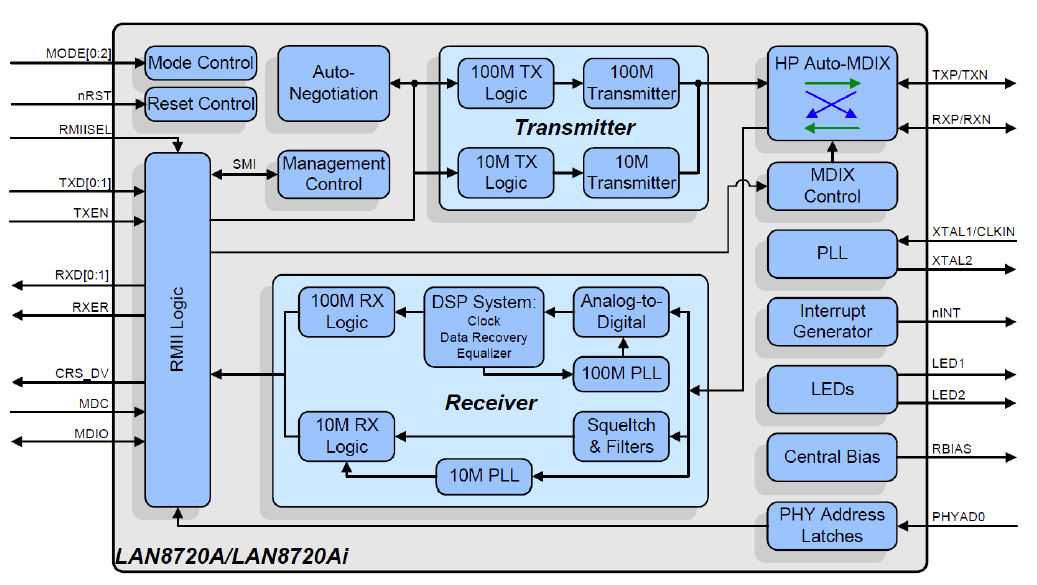 MODE[0:2]
nRST
RMIISEL
TXD[0:1]
TXEN
RXD[0:1]
RXER
CRS_DV
MDC
MDIO
Mode Control
Reset Control
RMII Logic
SMI
Auto-
Negotiation
Management
Control
100M TX
Logic
100M
Transmitter
Transmitter
10M TX
Logic
10M
Transmitter
HP Auto-MDIX
MDIX
Control
PLL
Interrupt
Generator
LEDs
Central Bias
PHY Address
Latches
100M RX
Logic
DSP System:
Clock
Data Recovery
Equalizer
Analog-to-
Digital
100M PLL
Receiver
10M RX
Logic
Squeltch
& Filters
10M PLL
TXP/TXN
RXP/RXN
XTAL1/CLKIN
XTAL2
nINT
LED1
LED2
RBIAS
PHYAD0
LAN8720A/LAN8720Ai